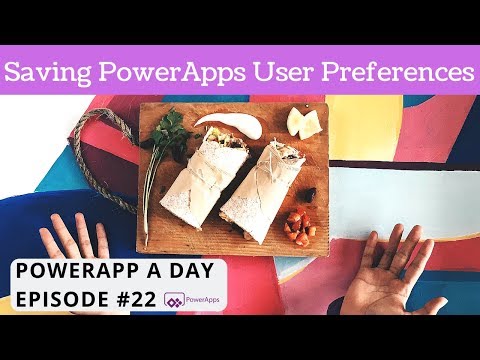 Saving PowerApps User Preferences
POWERAPP A DAY
EPISODE #22
PowerApps